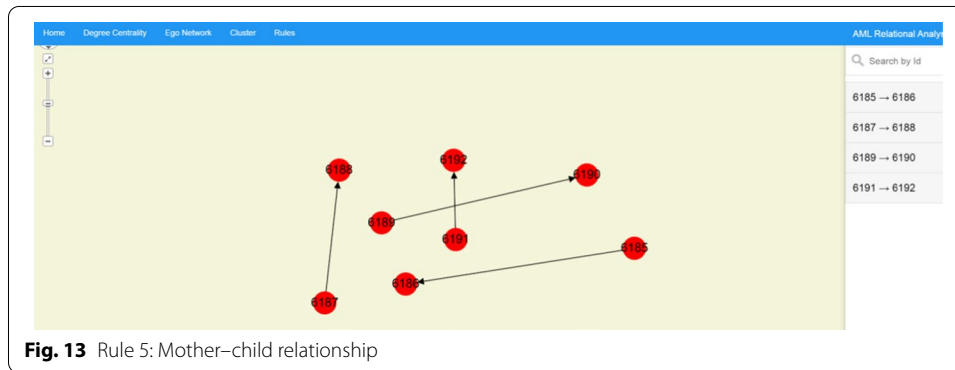 Home Degree Centrality Ego Network Cluster Rules AML Relational Analy
Search by Id
6185 → 6186
6187 → 6188
6189 → 6190
6191 → 6192
6188
6192
6190
6189
6191
6185
6186
6187
Fig. 13 Rule 5: Mother–child relationship